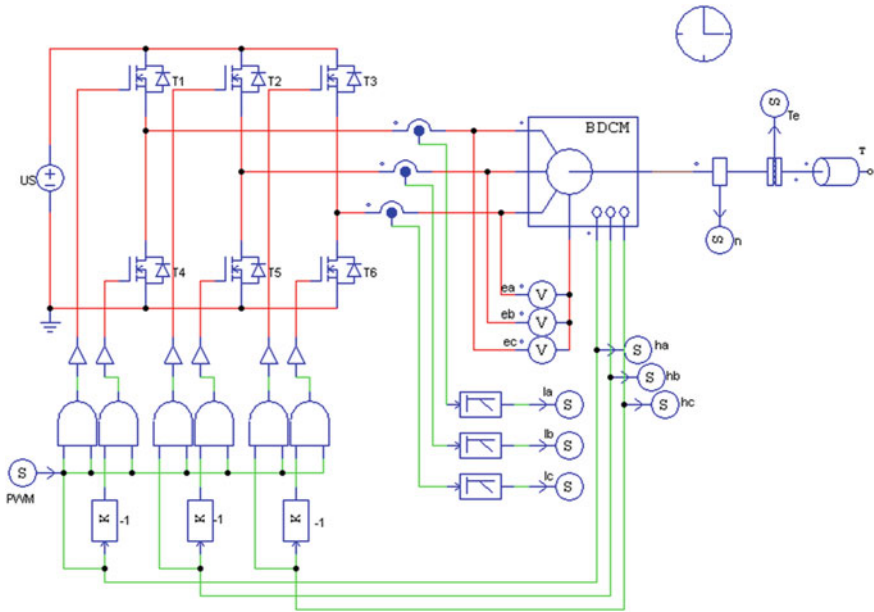 T1
T2
T3
BDCM
S
Te
T
US
S
n
T4
T5
T6
ea
V
eb
V
ec
V
S
ha
S
hb
S
hc
Ia
S
Ib
S
Ic
S
S
PWM
K
-1
K
-1
K
-1